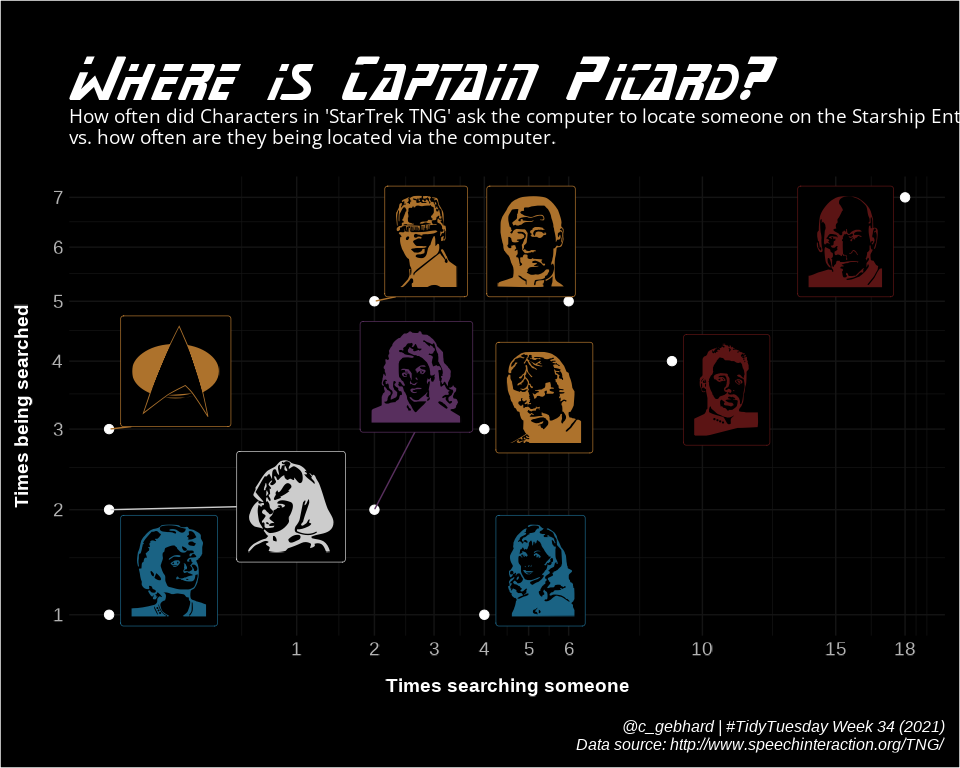 Where is Captain Picard?
How often did Characters in 'StarTrek TNG' ask the computer to locate someone on the Starship Ent
vs. how often are they being located via the computer.
Times being searched
7
6
5
4
3
2
1
1 2 3 4 5 6 10 15 18
Times searching someone
@c_gebhard | #TidyTuesday Week 34 (2021)
Data source: http://www.speechinteraction.org/TNG/